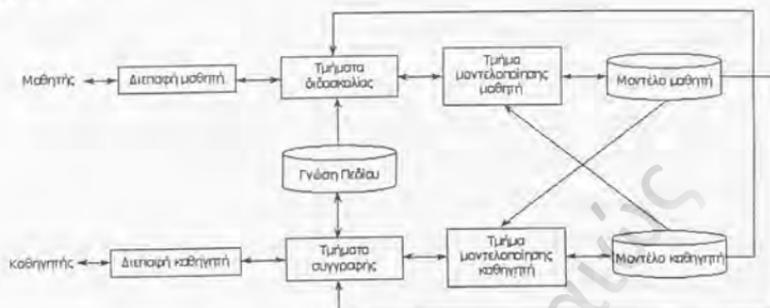 Μαθητής
Διεπαφή μαθητή
Τμήματα
διδασκαλίας
Τμήμα
μοντελοποίησης
μαθητή
Μοντέλο μαθητή
Γνώση Πεδίου
Καθηγητής
Διεπαφή καθηγητή
Τμήματα
συγγραφής
Τμήμα
μοντελοποίησης
καθηγητή
Μοντέλο καθηγητή